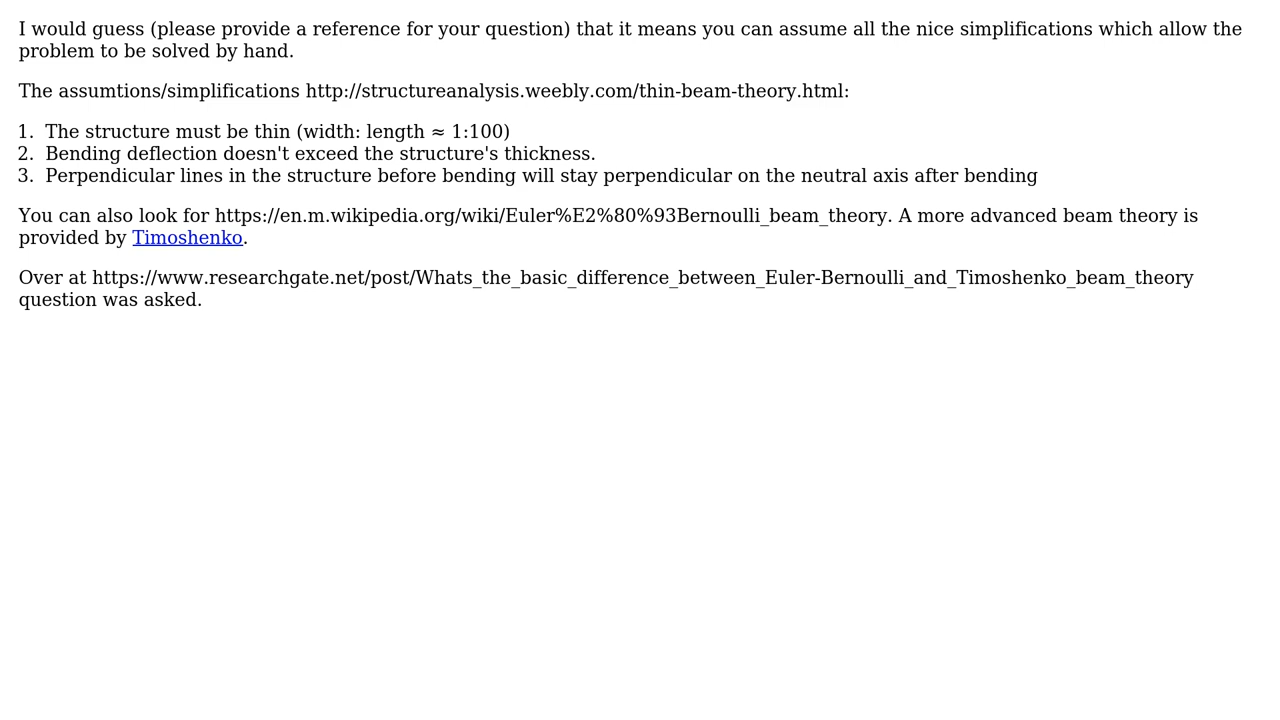 I would guess (please provide a reference for your question) that it means you can assume all the nice simplifications which allow the
problem to be solved by hand.
The assumtions/simplifications http://structureanalysis.weebly.com/thin-beam-theory.html:
1. The structure must be thin (width: length ≈ 1:100)
2. Bending deflection doesn't exceed the structure's thickness.
3. Perpendicular lines in the structure before bending will stay perpendicular on the neutral axis after bending
You can also look for https://en.m.wikipedia.org/wiki/Euler%E2%80%93Bernoulli_beam_theory. A more advanced beam theory is
provided by Timoshenko.
Over at https://www.researchgate.net/post/Whats_the_basic_difference_between_Euler-Bernoulli_and_Timoshenko_beam_theory
question was asked.